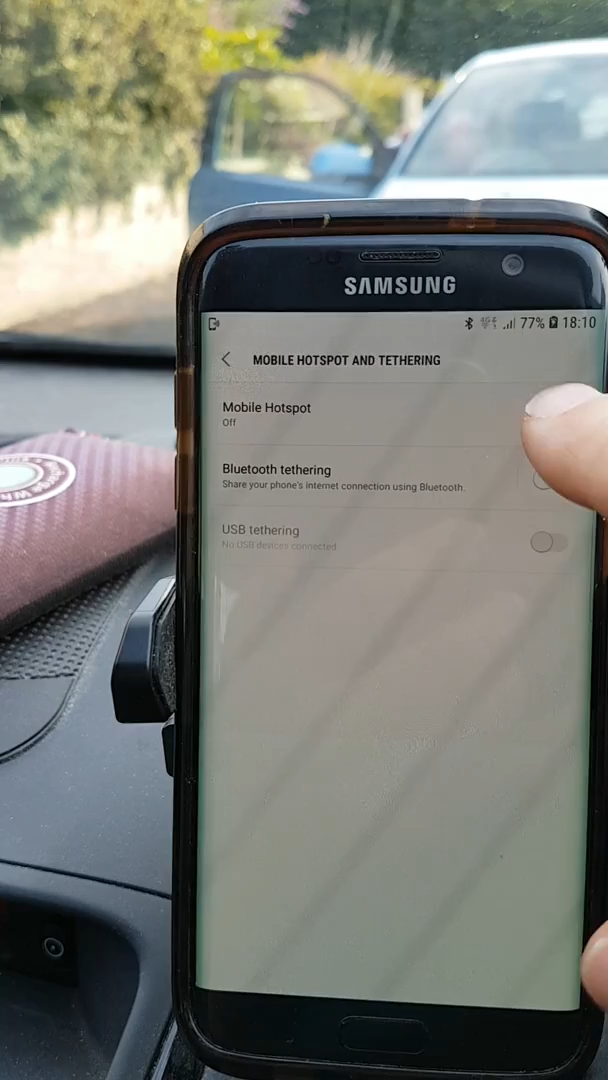 SAMSUNG
77% 18:10
MOBILE HOTSPOT AND TETHERING
Mobile Hotspot
Off
Bluetooth tethering
Share your phone's Internet connection using Bluetooth.
USB tethering
No USB devices connected